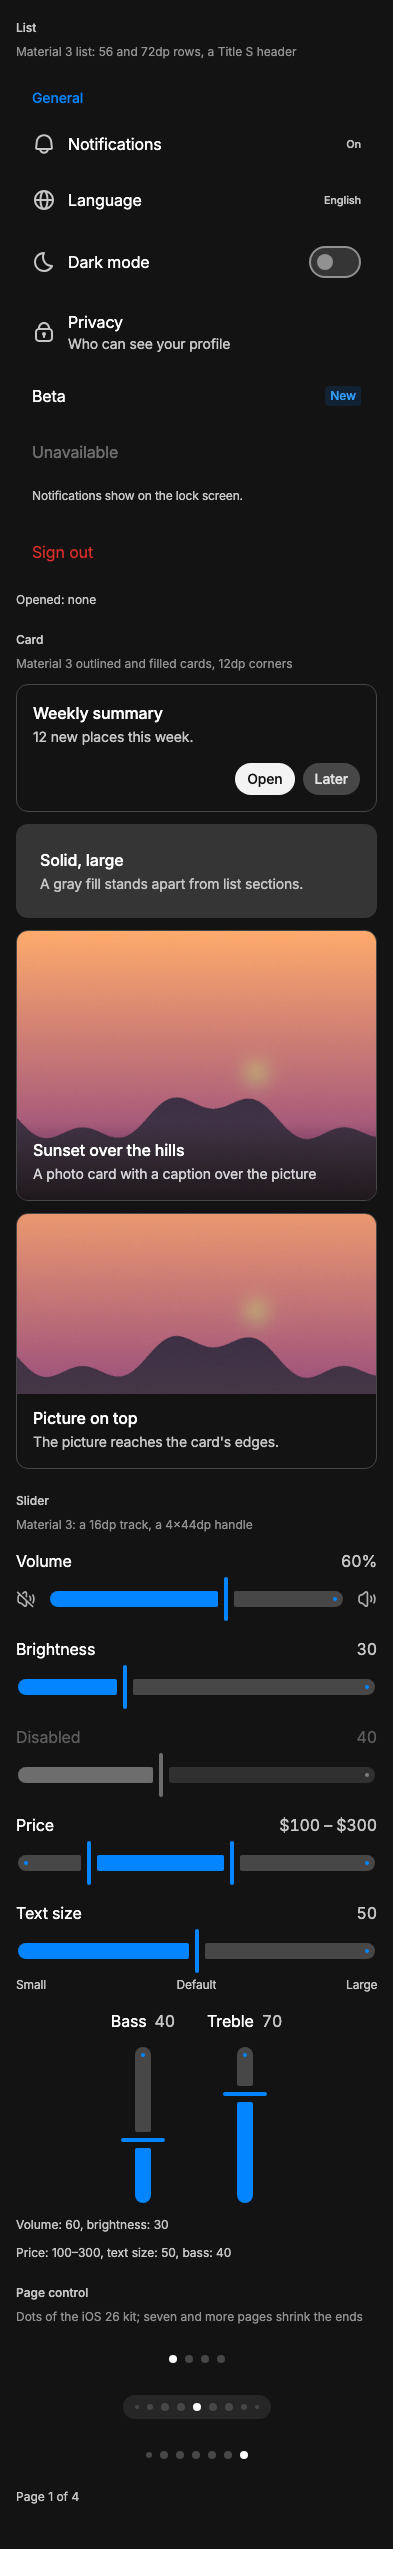 List
Material 3 list: 56 and 72dp rows, a Title S header
General
Notifications On
Language English
Dark mode
Privacy
Who can see your profile
Beta New
Unavailable
Notifications show on the lock screen.
Sign out
Opened: none
Card
Material 3 outlined and filled cards, 12dp corners
Weekly summary
12 new places this week.
Open Later
Solid, large
A gray fill stands apart from list sections.
Sunset over the hills
A photo card with a caption over the picture
Picture on top
The picture reaches the card's edges.
Slider
Material 3: a 16dp track, a 4×44dp handle
Volume 60%
Brightness 30
Disabled 40
Price $100 – $300
Text size 50
Small Default Large
Bass 40 Treble 70
Volume: 60, brightness: 30
Price: 100–300, text size: 50, bass: 40
Page control
Dots of the iOS 26 kit; seven and more pages shrink the ends
Page 1 of 4